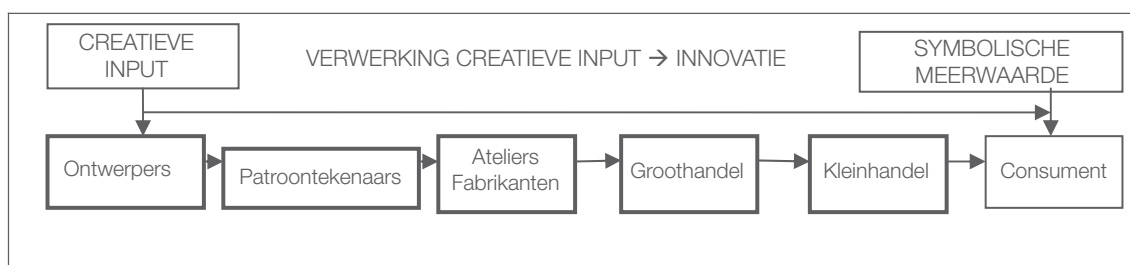 CREATIEVE
INPUT
VERWERKING CREATIEVE INPUT → INNOVATIE
SYMBOLISCHE
MEERWAARDE
Ontwerpers
Patroontekenaars
Ateliers
Fabrikanten
Groothandel
Kleinhandel
Consument